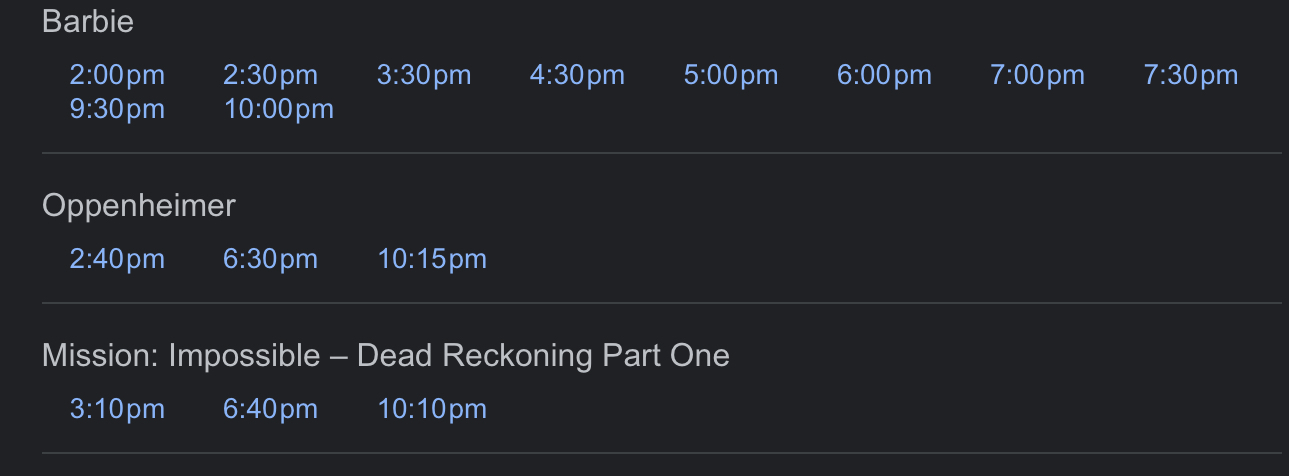 Barbie
2:00pm 2:30pm 3:30pm 4:30pm 5:00pm 6:00pm 7:00pm 7:30pm
9:30pm 10:00pm
Oppenheimer
2:40pm 6:30pm 10:15pm
Mission: Impossible – Dead Reckoning Part One
3:10pm 6:40pm 10:10pm